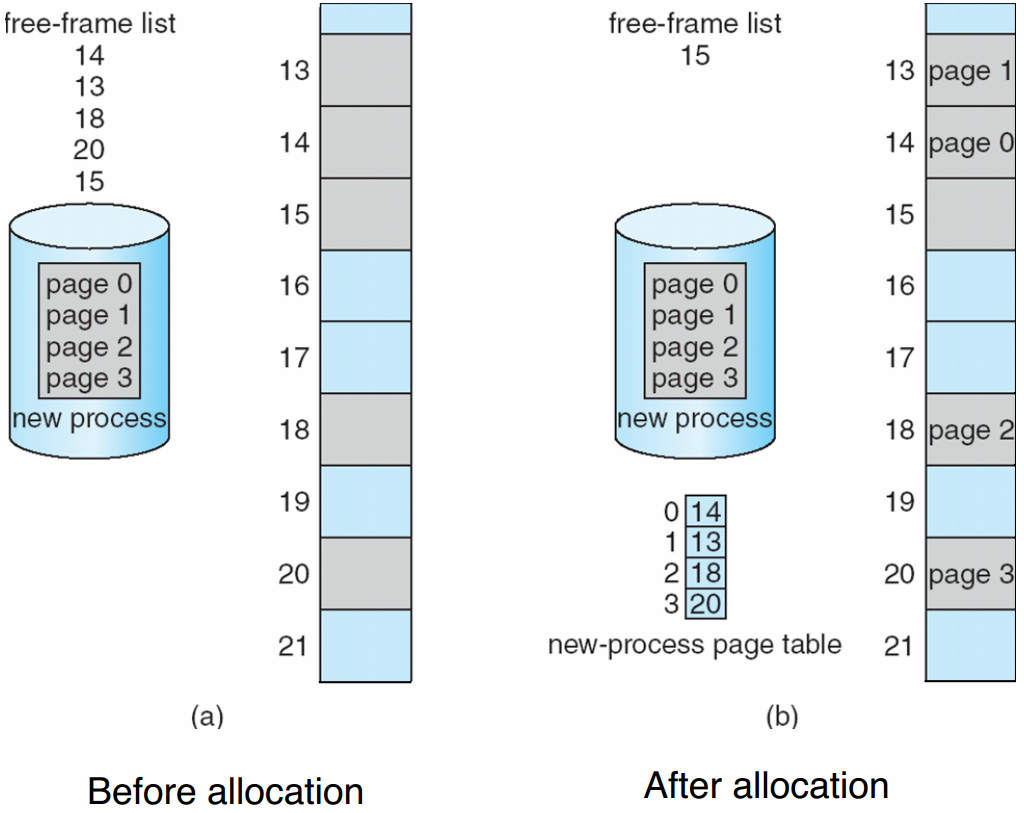 free-frame list
14
13
18
20
15
13
14
15
16
17
18
19
20
21
page 0
page 1
page 2
page 3
new process
(a)
Before allocation
free-frame list
15
13 page 1
14 page 0
15
16
17
18 page 2
19
20 page 3
21
page 0
page 1
page 2
page 3
new process
0 14
1 13
2 18
3 20
new-process page table
(b)
After allocation